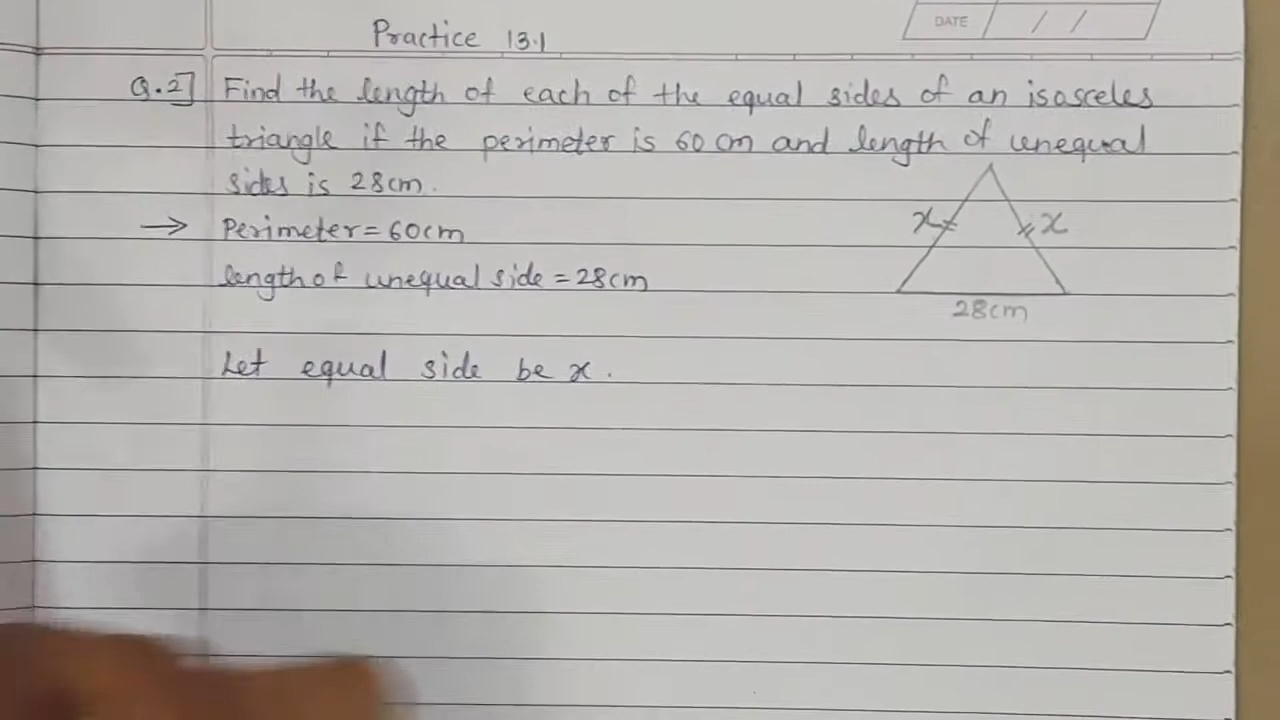 Practice 13.1
DATE / /
Q.2] Find the length of each of the equal sides of an isosceles
triangle if the perimeter is 60 cm and length of unequal
sides is 28cm.
→ Perimeter = 60cm
length of unequal side = 28cm
x x
28cm
Let equal side be x.